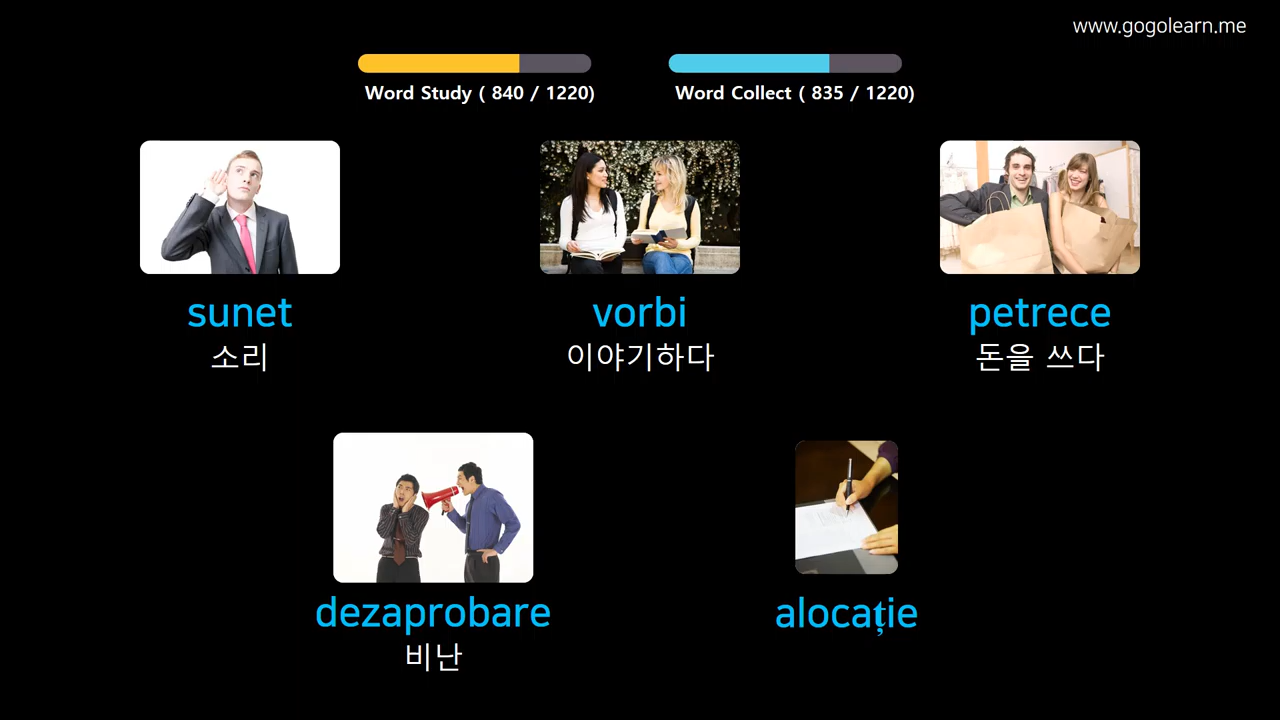 www.gogolearn.me
Word Study ( 840 / 1220)
Word Collect ( 835 / 1220)
sunet
소리
vorbi
이야기하다
petrece
돈을 쓰다
dezaprobare
비난
alocație